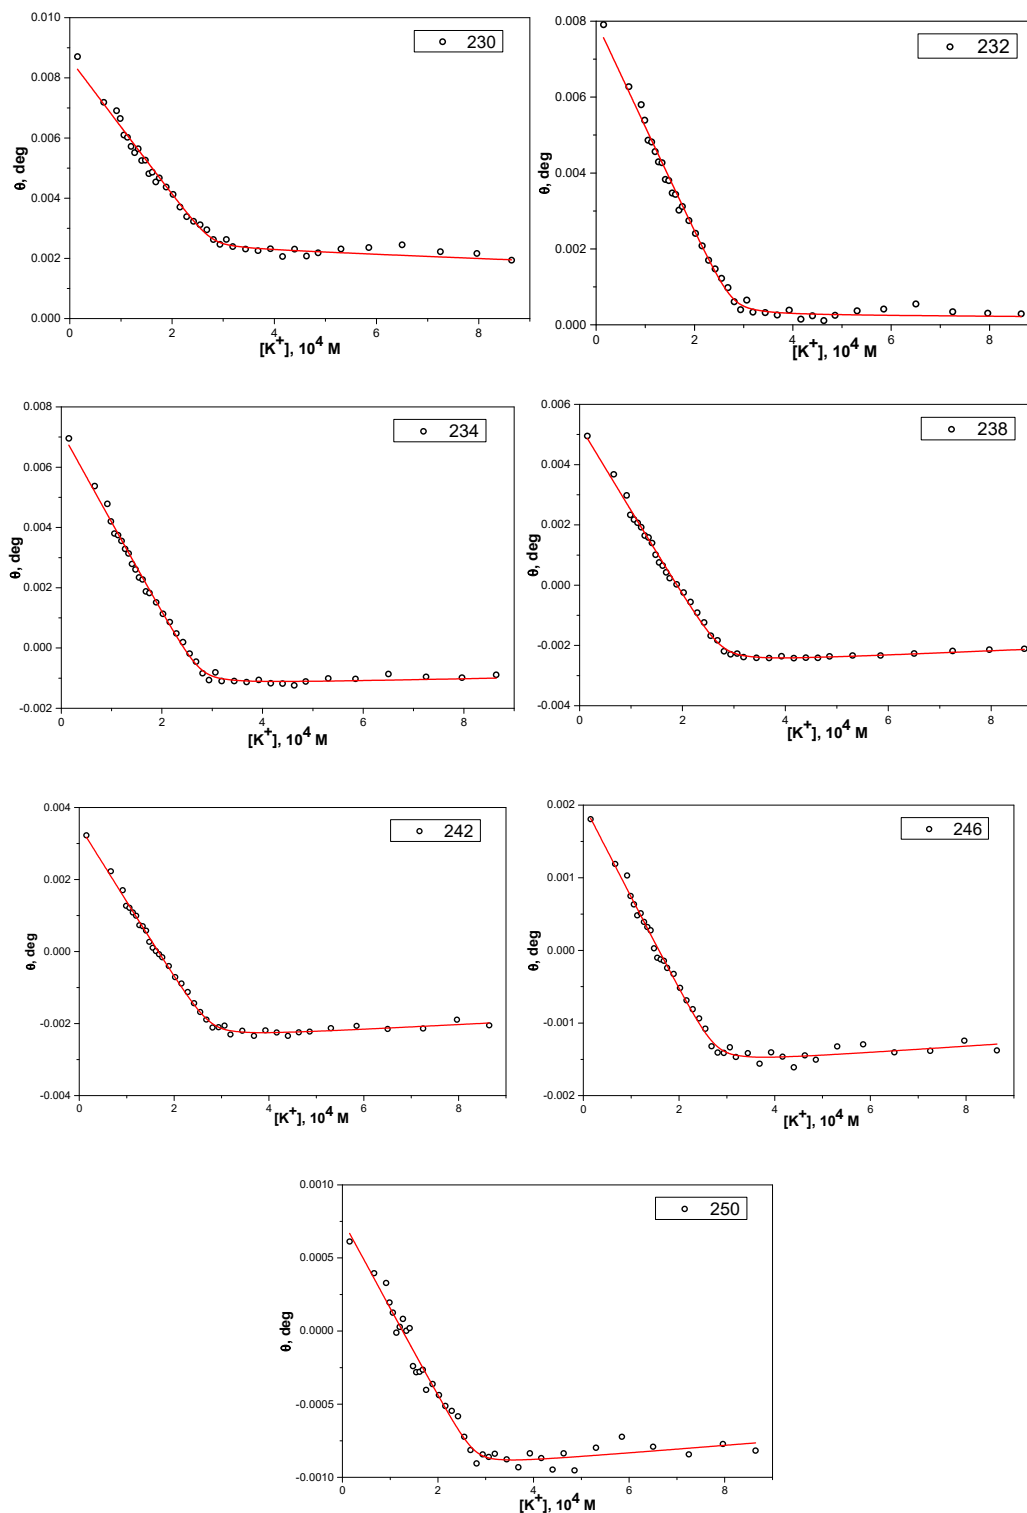 0.010
0.008
0.006
0.004
0.002
0.000
θ, deg
230
0 2 4 6 8
[K⁺], 10⁴ M
0.008
0.006
0.004
0.002
0.000
θ, deg
232
0 2 4 6 8
[K⁺], 10⁴ M
0.008
0.006
0.004
0.002
0.000
-0.002
θ, deg
234
0 2 4 6 8
[K⁺], 10⁴ M
0.006
0.004
0.002
0.000
-0.002
-0.004
θ, deg
238
0 2 4 6 8
[K⁺], 10⁴ M
0.004
0.002
0.000
-0.002
-0.004
θ, deg
242
0 2 4 6 8
[K⁺], 10⁴ M
0.002
0.001
0.000
-0.001
-0.002
θ, deg
246
0 2 4 6 8
[K⁺], 10⁴ M
0.0010
0.0005
0.0000
-0.0005
-0.0010
θ, deg
250
0 2 4 6 8
[K⁺], 10⁴ M